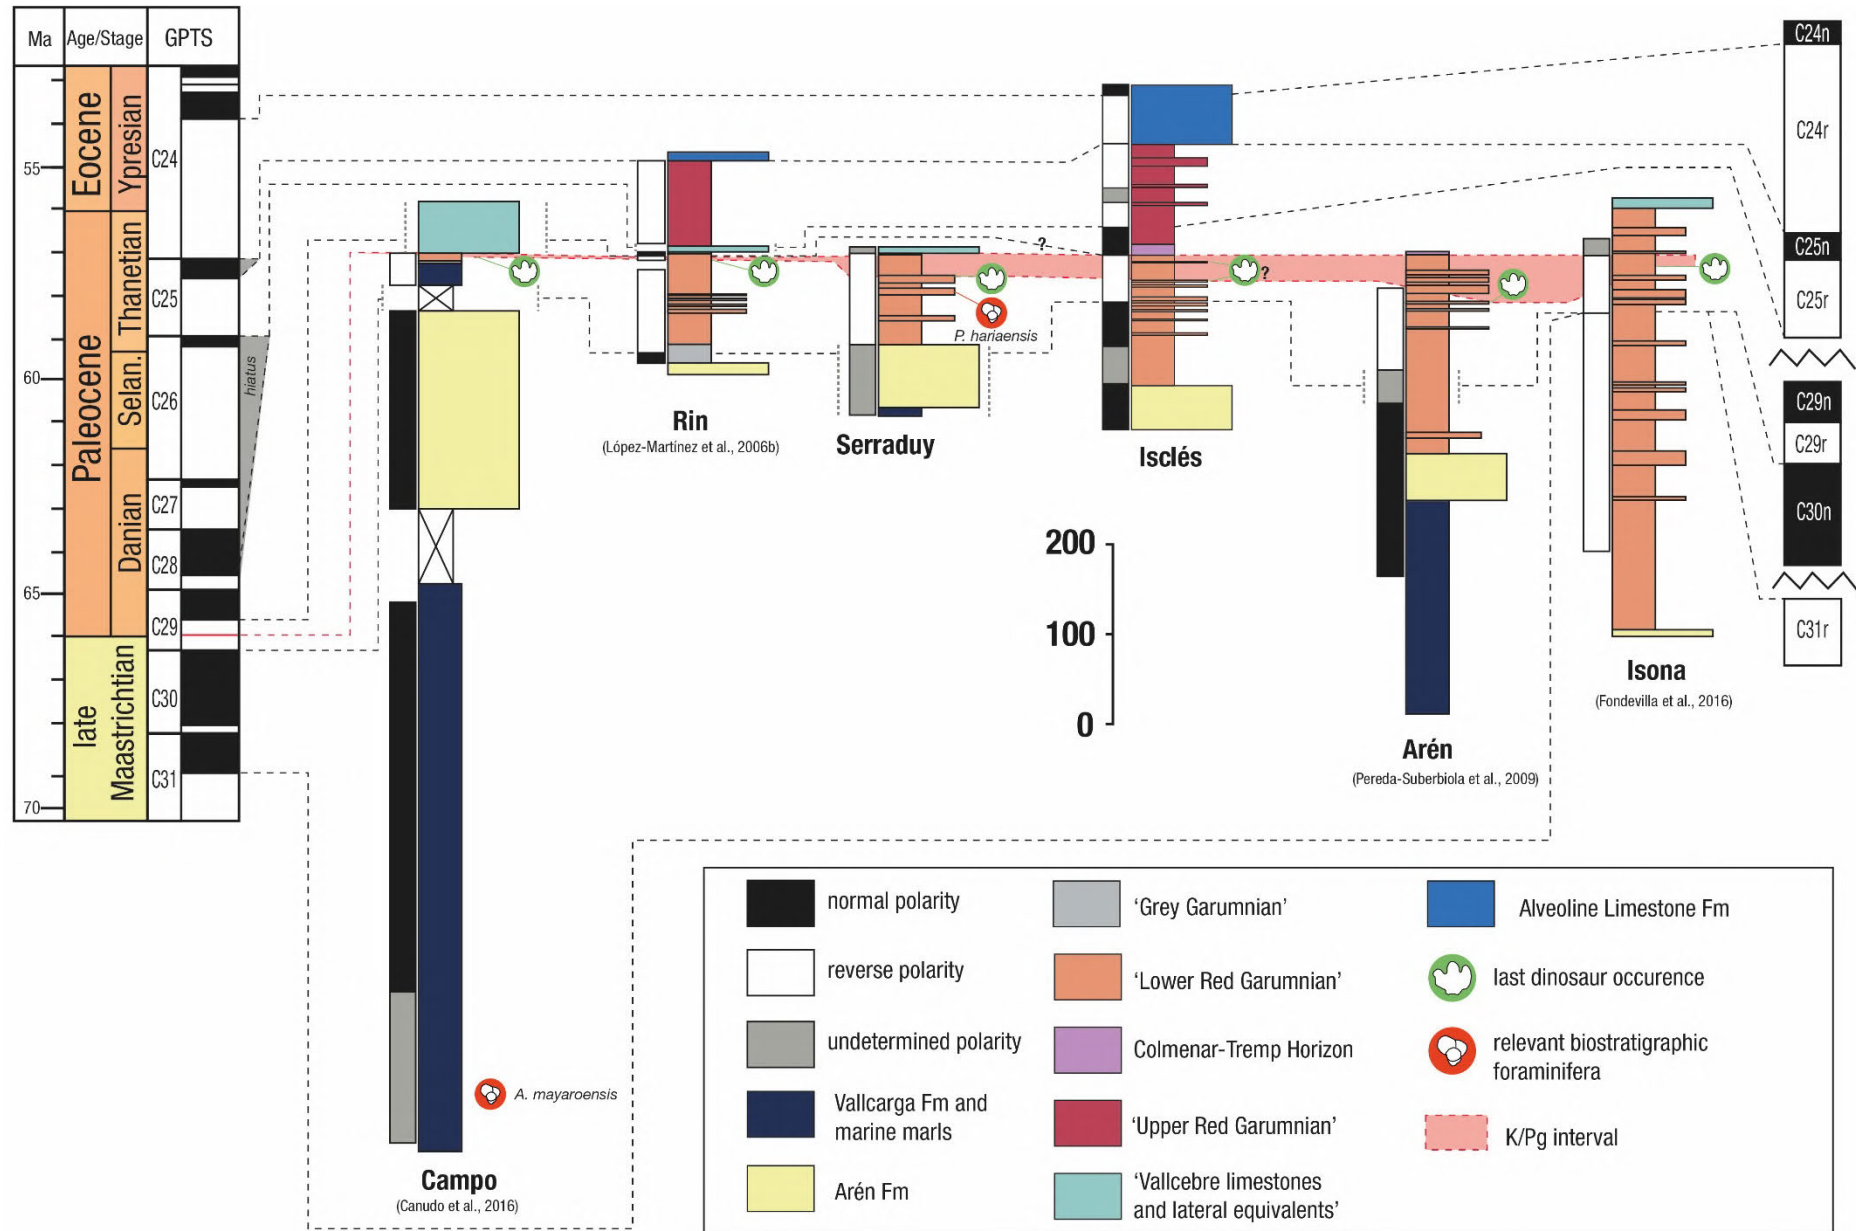 Ma Age/Stage GPTS
Eocene
Ypresian
Paleocene
Thanetian
Selan.
Danian
late
Maastrichtian
55
60
65
70
C24
C25
C26
C27
C28
C29
C30
C31
hiatus
C24n
C24r
C25n
C25r
C29n
C29r
C30n
C31r
?
?
P. hariaensis
Rin
(López-Martínez et al., 2006b)
Serraduy
Isclés
Isona
(Fondevilla et al., 2016)
Arén
(Pereda-Suberbiola et al., 2009)
200
100
0
A. mayaroensis
Campo
(Canudo et al., 2016)
normal polarity
reverse polarity
undetermined polarity
Vallcarga Fm and
marine marls
Arén Fm
'Grey Garumnian'
'Lower Red Garumnian'
Colmenar-Tremp Horizon
'Upper Red Garumnian'
'Vallcebre limestones
and lateral equivalents'
Alveoline Limestone Fm
last dinosaur occurence
relevant biostratigraphic
foraminifera
K/Pg interval